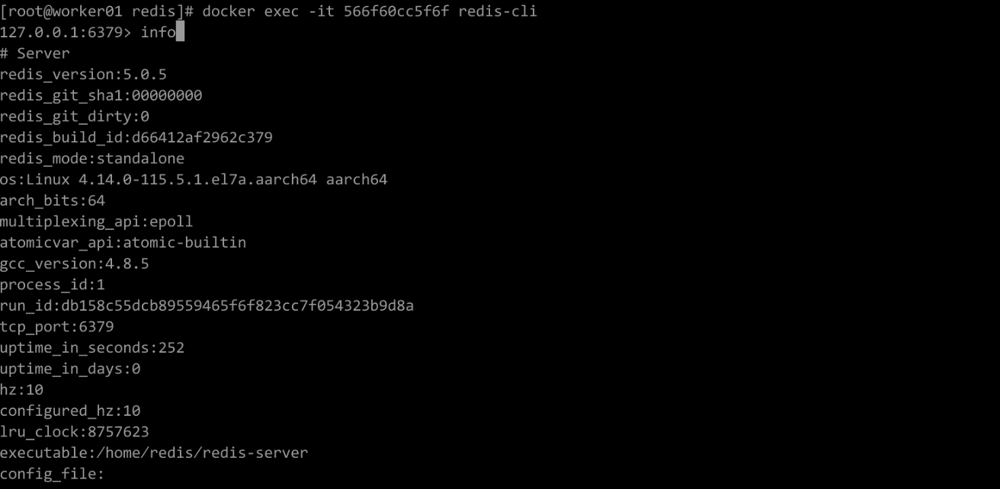 [root@worker01 redis]# docker exec -it 566f60cc5f6f redis-cli
127.0.0.1:6379> info
# Server
redis_version:5.0.5
redis_git_sha1:00000000
redis_git_dirty:0
redis_build_id:d66412af2962c379
redis_mode:standalone
os:Linux 4.14.0-115.5.1.el7a.aarch64 aarch64
arch_bits:64
multiplexing_api:epoll
atomicvar_api:atomic-builtin
gcc_version:4.8.5
process_id:1
run_id:db158c55dcb89559465f6f823cc7f054323b9d8a
tcp_port:6379
uptime_in_seconds:252
uptime_in_days:0
hz:10
configured_hz:10
lru_clock:8757623
executable:/home/redis/redis-server
config_file: